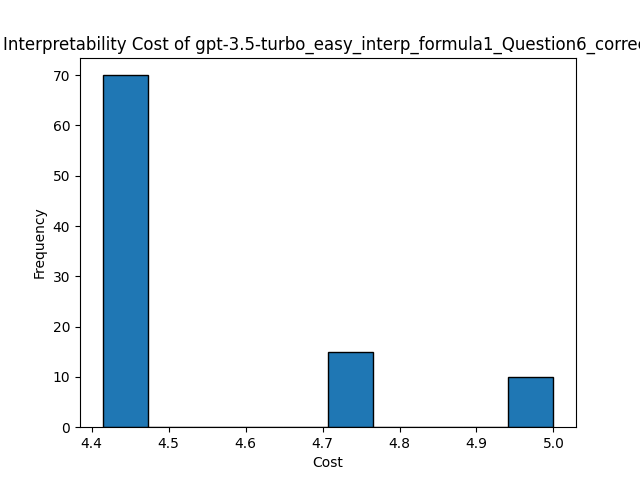 Interpretability Cost of gpt-3.5-turbo_easy_interp_formula1_Question6_correc
70
60
50
40
30
20
10
0
Frequency
4.4 4.5 4.6 4.7 4.8 4.9 5.0
Cost